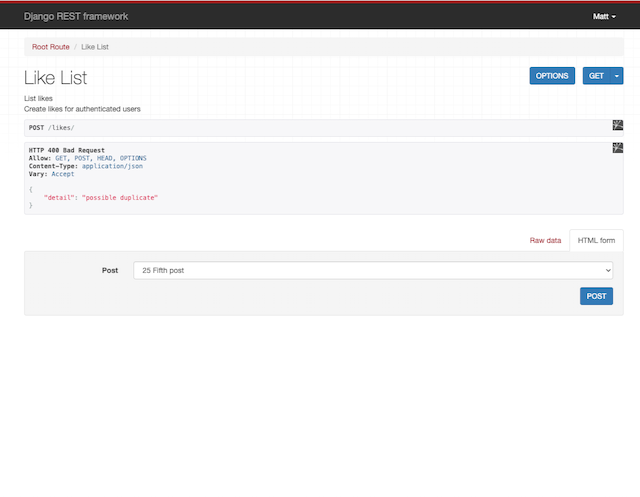 Django REST framework
Matt
Root Route / Like List
Like List
OPTIONS
GET
List likes
Create likes for authenticated users
POST /likes/
HTTP 400 Bad Request
Allow: GET, POST, HEAD, OPTIONS
Content-Type: application/json
Vary: Accept
{
    "detail": "possible duplicate"
}
Raw data
HTML form
Post
25 Fifth post
POST